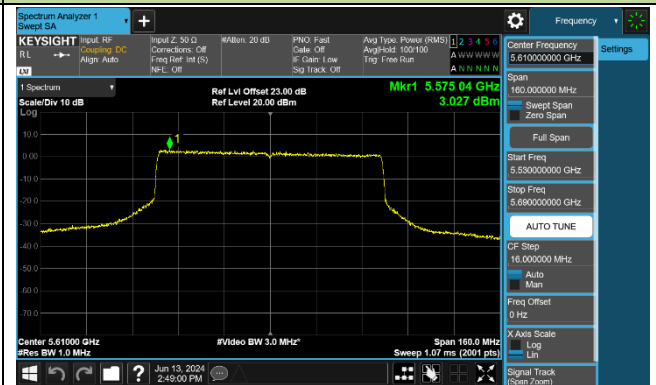 Spectrum Analyzer 1
Swept SA
+
Frequency
KEYSIGHT
RL
LXI
Input: RF
Coupling: DC
Align: Auto
Input Z: 50 Ω
Corrections: Off
Freq Ref: Int (S)
NFE: Off
#Atten: 20 dB
PNO: Fast
Gate: Off
IF Gain: Low
Sig Track: Off
Avg Type: Power (RMS)
Avg|Hold: 100/100
Trig: Free Run
1 2 3 4 5 6
A W W W W W
A N N N N N
1 Spectrum
Scale/Div 10 dB
Log
Ref Lvl Offset 23.00 dB
Ref Level 20.00 dBm
Mkr1 5.575 04 GHz
3.027 dBm
1
10.0
0.00
-10.0
-20.0
-30.0
-40.0
-50.0
-60.0
-70.0
Center 5.61000 GHz
#Res BW 1.0 MHz
#Video BW 3.0 MHz*
Span 160.0 MHz
Sweep 1.07 ms (2001 pts)
Jun 13, 2024
2:49:00 PM
?
Center Frequency
5.610000000 GHz
Span
160.000000 MHz
Swept Span
Zero Span
Full Span
Start Freq
5.530000000 GHz
Stop Freq
5.690000000 GHz
AUTO TUNE
CF Step
16.000000 MHz
Auto
Man
Freq Offset
0 Hz
X Axis Scale
Log
Lin
Signal Track
(Span Zoom)
Settings